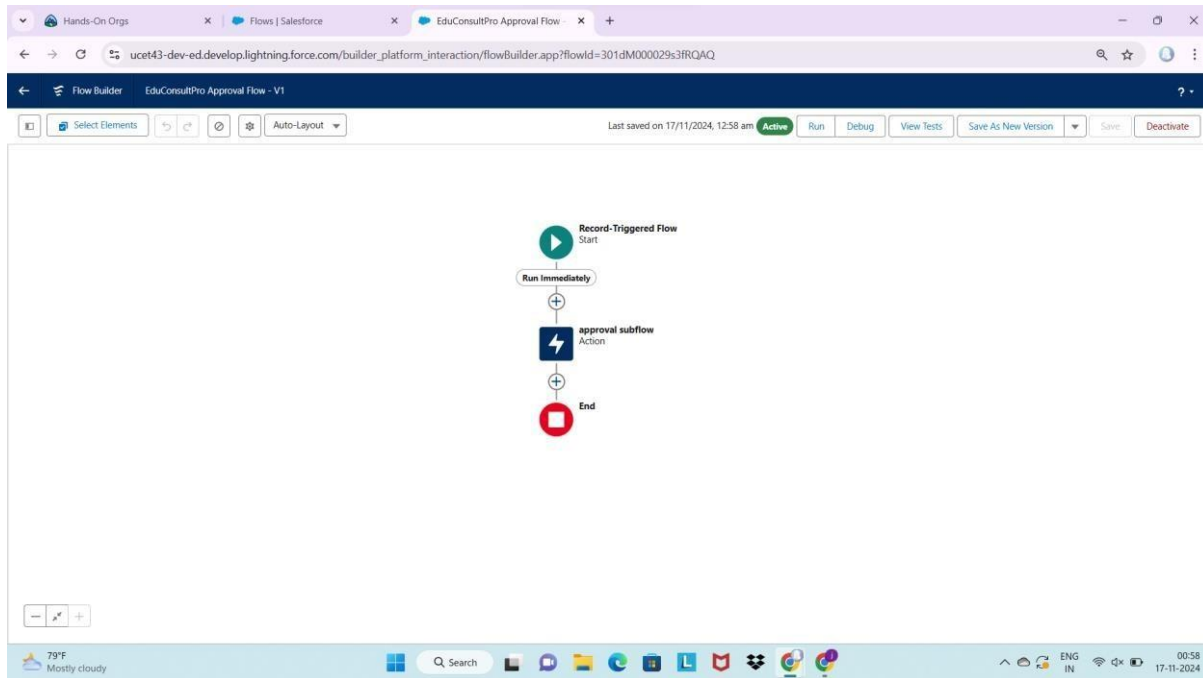 Hands-On Orgs
Flows | Salesforce
EduConsultPro Approval Flow -
ucet43-dev-ed.develop.lightning.force.com/builder_platform_interaction/flowBuilder.app?flowId=301dM000029s3fRQAQ
Flow Builder EduConsultPro Approval Flow - V1
?
Select Elements Auto-Layout Last saved on 17/11/2024, 12:58 am Active Run Debug View Tests Save As New Version Save Deactivate
Record-Triggered Flow
Start
Run Immediately
approval subflow
Action
End
79°F
Mostly cloudy
Search
L
ENG
IN
00:58
17-11-2024